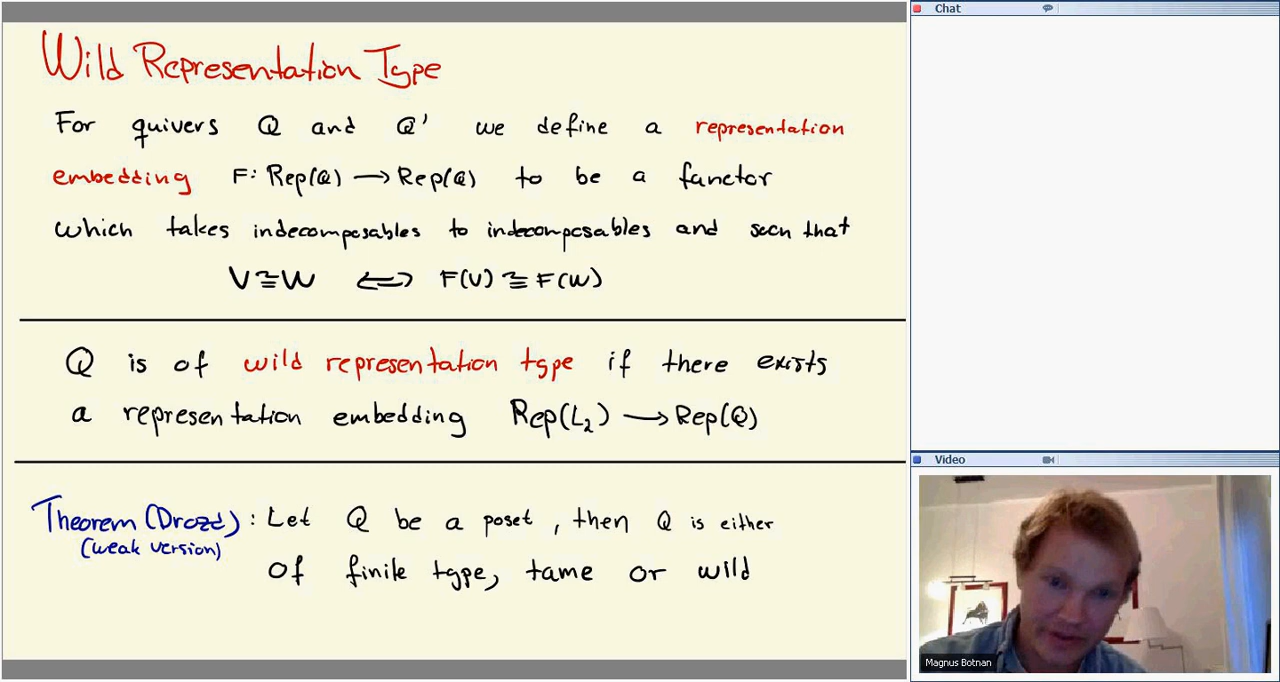 Wild Representation Type
For quivers Q and Q' we define a representation
embedding F: Rep(Q) → Rep(Q) to be a functor
which takes indecomposables to indecomposables and such that
V ≅ W ⟺ F(V) ≅ F(W)
Q is of wild representation type if there exists
a representation embedding Rep(L₂) → Rep(Q)
Theorem (Drozd): Let Q be a poset, then Q is either
(weak version)
of finite type, tame or wild
Chat
Video
Magnus Botnan